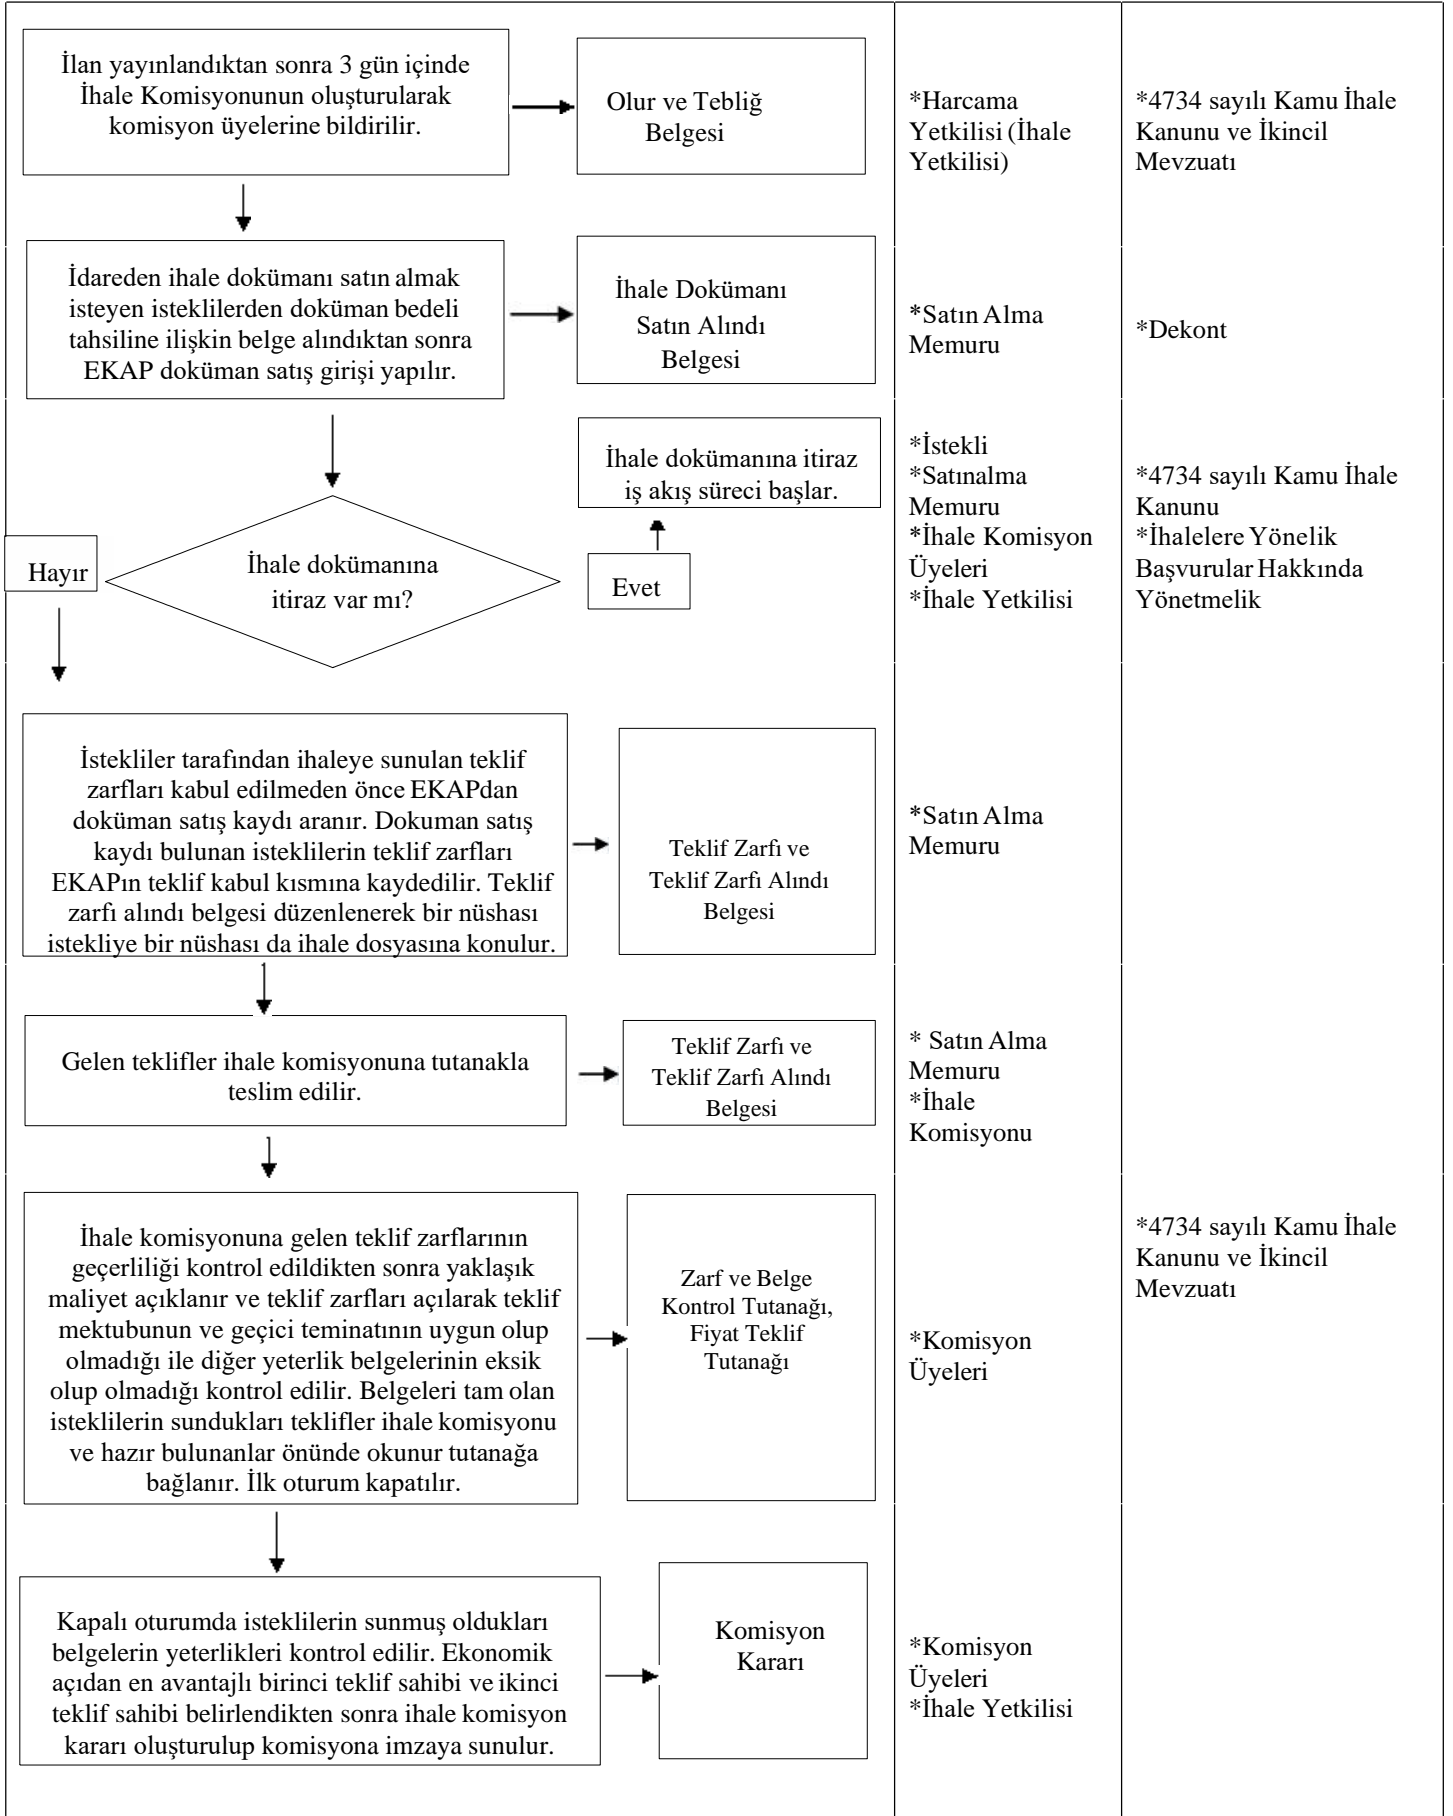 İlan yayınlandıktan sonra 3 gün içinde
İhale Komisyonunun oluşturularak
komisyon üyelerine bildirilir.
Olur ve Tebliğ
Belgesi
*Harcama
Yetkilisi (İhale
Yetkilisi)
*4734 sayılı Kamu İhale
Kanunu ve İkincil
Mevzuatı
İdareden ihale dokümanı satın almak
isteyen isteklilerden doküman bedeli
tahsiline ilişkin belge alındıktan sonra
EKAP doküman satış girişi yapılır.
İhale Dokümanı
Satın Alındı
Belgesi
*Satın Alma
Memuru
*Dekont
İhale dokümanına itiraz
iş akış süreci başlar.
Hayır
İhale dokümanına
itiraz var mı?
Evet
*İstekli
*Satınalma
Memuru
*İhale Komisyon
Üyeleri
*İhale Yetkilisi
*4734 sayılı Kamu İhale
Kanunu
*İhalelere Yönelik
Başvurular Hakkında
Yönetmelik
İstekliler tarafından ihaleye sunulan teklif
zarfları kabul edilmeden önce EKAPdan
doküman satış kaydı aranır. Dokuman satış
kaydı bulunan isteklilerin teklif zarfları
EKAPın teklif kabul kısmına kaydedilir. Teklif
zarfı alındı belgesi düzenlenerek bir nüshası
istekliye bir nüshası da ihale dosyasına konulur.
Teklif Zarfı ve
Teklif Zarfı Alındı
Belgesi
*Satın Alma
Memuru
Gelen teklifler ihale komisyonuna tutanakla
teslim edilir.
Teklif Zarfı ve
Teklif Zarfı Alındı
Belgesi
* Satın Alma
Memuru
*İhale
Komisyonu
İhale komisyonuna gelen teklif zarflarının
geçerliliği kontrol edildikten sonra yaklaşık
maliyet açıklanır ve teklif zarfları açılarak teklif
mektubunun ve geçici teminatının uygun olup
olmadığı ile diğer yeterlik belgelerinin eksik
olup olmadığı kontrol edilir. Belgeleri tam olan
isteklilerin sundukları teklifler ihale komisyonu
ve hazır bulunanlar önünde okunur tutanağa
bağlanır. İlk oturum kapatılır.
Zarf ve Belge
Kontrol Tutanağı,
Fiyat Teklif
Tutanağı
*Komisyon
Üyeleri
*4734 sayılı Kamu İhale
Kanunu ve İkincil
Mevzuatı
Kapalı oturumda isteklilerin sunmuş oldukları
belgelerin yeterlikleri kontrol edilir. Ekonomik
açıdan en avantajlı birinci teklif sahibi ve ikinci
teklif sahibi belirlendikten sonra ihale komisyon
kararı oluşturulup komisyona imzaya sunulur.
Komisyon
Kararı
*Komisyon
Üyeleri
*İhale Yetkilisi